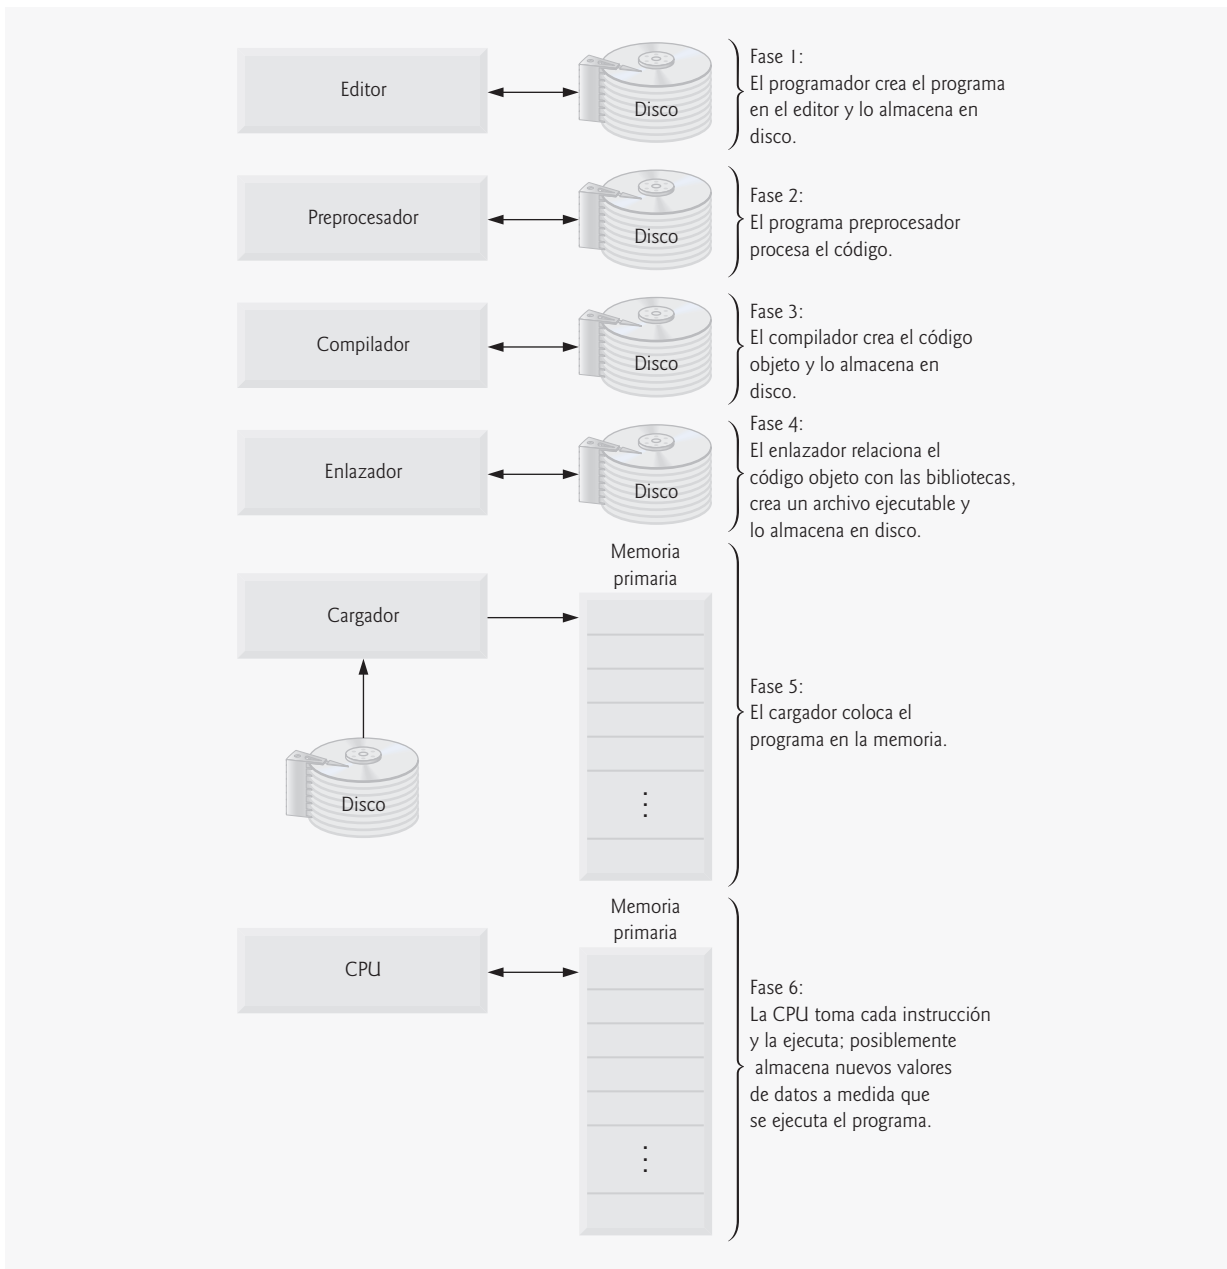 Editor
Disco
Fase 1:
El programador crea el programa
en el editor y lo almacena en
disco.
Preprocesador
Disco
Fase 2:
El programa preprocesador
procesa el código.
Compilador
Disco
Fase 3:
El compilador crea el código
objeto y lo almacena en
disco.
Enlazador
Disco
Fase 4:
El enlazador relaciona el
código objeto con las bibliotecas,
crea un archivo ejecutable y
lo almacena en disco.
Cargador
Disco
Memoria
primaria
Fase 5:
El cargador coloca el
programa en la memoria.
CPU
Memoria
primaria
Fase 6:
La CPU toma cada instrucción
y la ejecuta; posiblemente
almacena nuevos valores
de datos a medida que
se ejecuta el programa.